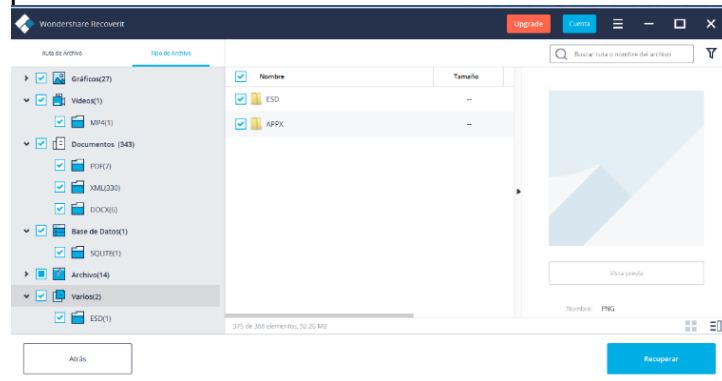 Wondershare Recoverit
Upgrade
Cuenta
Ruta de Archivo
Tipo de Archivo
Buscar ruta o nombre del archivo
Gráficos(27)
Videos(1)
MP4(1)
Documentos (343)
PDF(7)
XML(330)
DOCX(6)
Base de Datos(1)
SQLITE(1)
Archivo(14)
Varios(2)
ESD(1)
Nombre
Tamaño
ESD
--
APPX
--
375 de 388 elementos, 92.26 MB
Vista previa
Nombre: PNG
Atrás
Recuperar